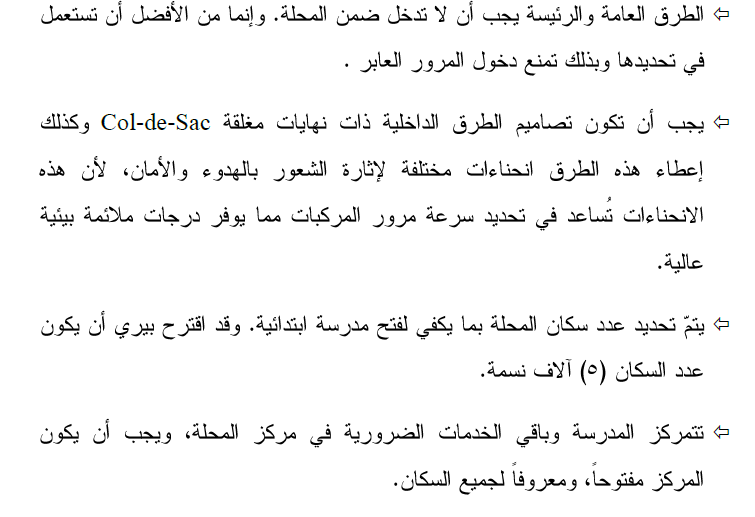 ⇦ الطرق العامة والرئيسة يجب أن لا تدخل ضمن المحلة. وإنما من الأفضل أن تستعمل
في تحديدها وبذلك تمنع دخول المرور العابر .
⇦ يجب أن تكون تصاميم الطرق الداخلية ذات نهايات مغلقة Col-de-Sac وكذلك
إعطاء هذه الطرق انحناءات مختلفة لإثارة الشعور بالهدوء والأمان، لأن هذه
الانحناءات تُساعد في تحديد سرعة مرور المركبات مما يوفر درجات ملائمة بيئية
عالية.
⇦ يتمّ تحديد عدد سكان المحلة بما يكفي لفتح مدرسة ابتدائية. وقد اقترح بيري أن يكون
عدد السكان (٥) آلاف نسمة.
⇦ تتمركز المدرسة وباقي الخدمات الضرورية في مركز المحلة، ويجب أن يكون
المركز مفتوحاً، ومعروفاً لجميع السكان.